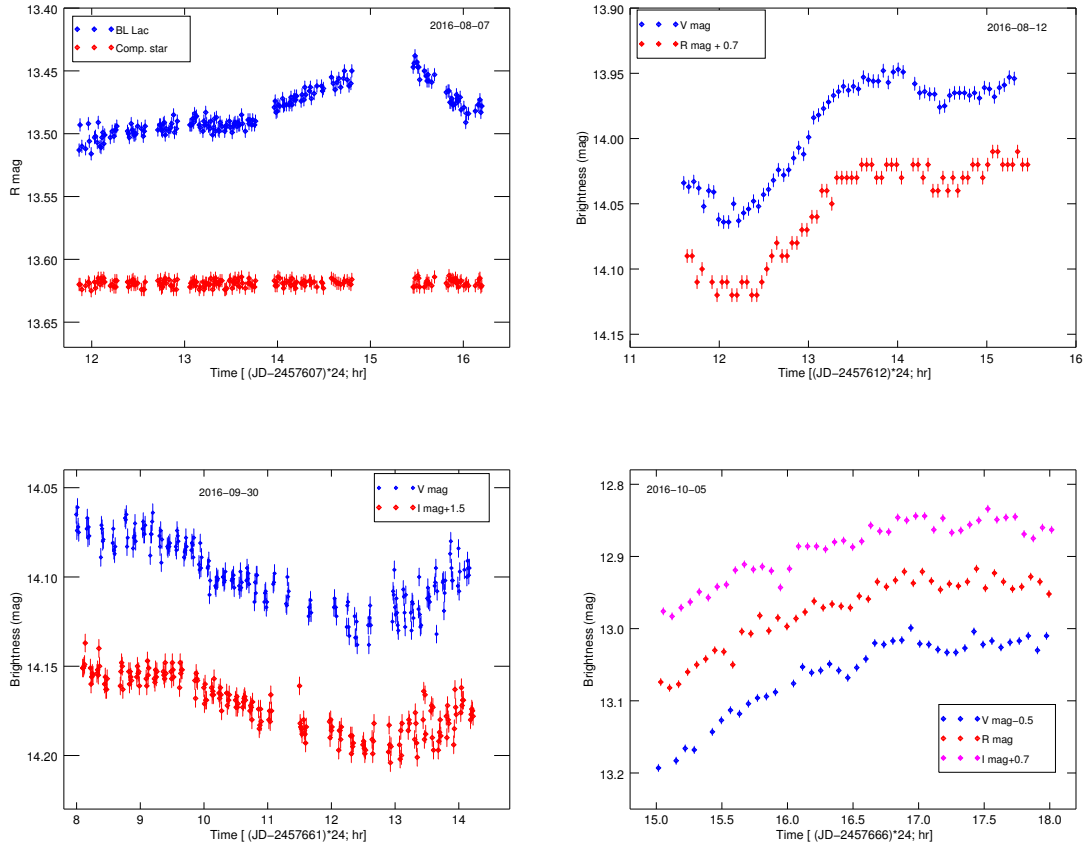 13.40
13.45
13.50
13.55
13.60
13.65
R mag
BL Lac
Comp. star
2016−08−07
12
13
14
15
16
Time [ (JD−2457607)*24; hr]
13.90
13.95
14.00
14.05
14.10
14.15
Brightness (mag)
V mag
R mag + 0.7
2016−08−12
11
12
13
14
15
16
Time [(JD−2457612)*24; hr]
14.05
14.10
14.15
14.20
Brightness (mag)
2016−09−30
V mag
I mag+1.5
8
9
10
11
12
13
14
Time [ (JD−2457661)*24; hr]
12.8
12.9
13.0
13.1
13.2
Brightness (mag)
2016−10−05
V mag−0.5
R mag
I mag+0.7
15.0
15.5
16.0
16.5
17.0
17.5
18.0
Time [ (JD−2457666)*24; hr]